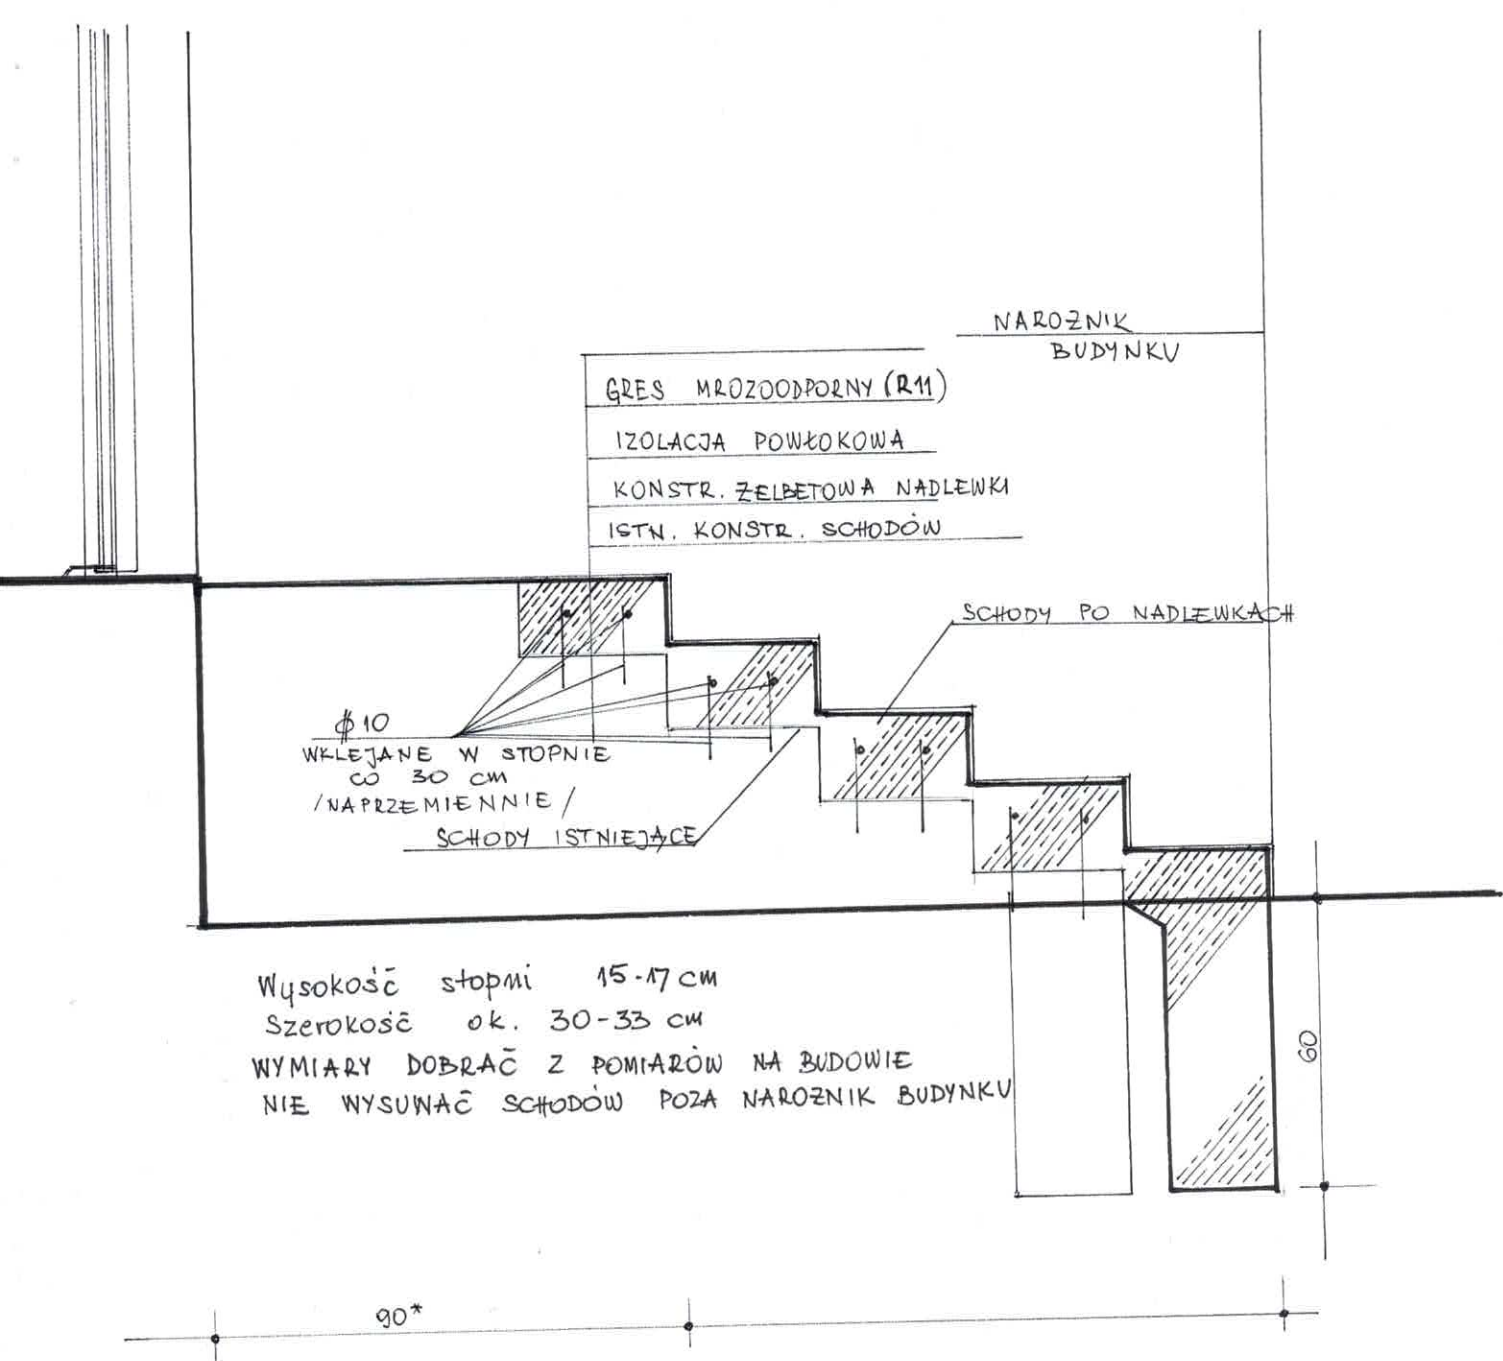 NAROŻNIK
BUDYNKU
GRES MROZOODPORNY (R11)
IZOLACJA POWŁOKOWA
KONSTR. ŻELBETOWA NADLEWKI
ISTN. KONSTR. SCHODÓW
SCHODY PO NADLEWKACH
ϕ10
WKLEJANE W STOPNIE
CO 30 CM
/NAPRZEMIENNIE/
SCHODY ISTNIEJĄCE
Wysokość stopni 15-17 cm
Szerokość ok. 30-33 cm
WYMIARY DOBRAĆ Z POMIARÓW NA BUDOWIE
NIE WYSUWAĆ SCHODÓW POZA NAROŻNIK BUDYNKU
60
90*